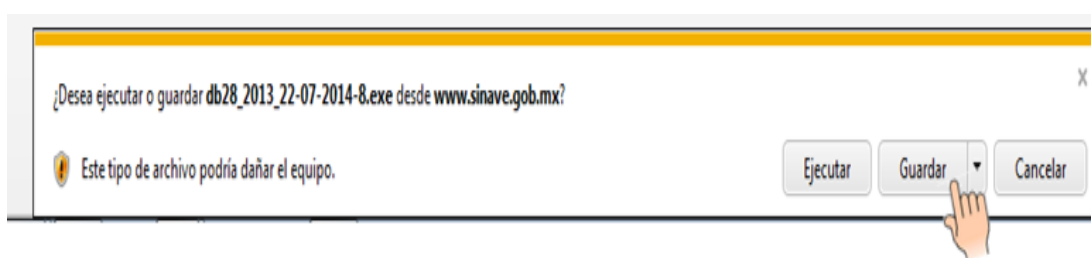 ¿Desea ejecutar o guardar db28_2013_22-07-2014-8.exe desde www.sinave.gob.mx?
X
Este tipo de archivo podría dañar el equipo.
Ejecutar
Guardar
Cancelar